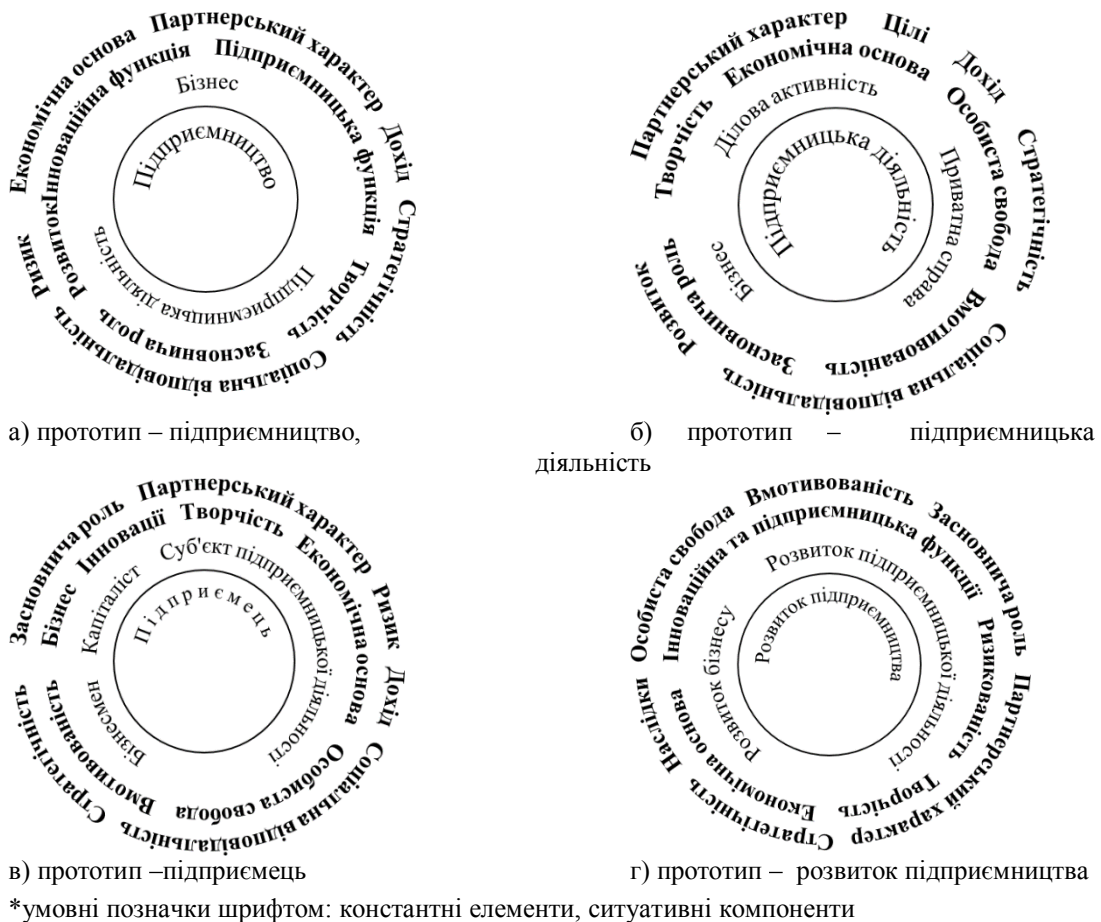 Економічна основа Партнерський характер Дохід Стратегічність Соціальна відповідальність Ризик
Інноваційна функція Підприємницька функція Творчість Засновнича роль Розвиток
Бізнес
Підприємницька діяльність
Підприємництво
Партнерський характер Цілі Дохід Стратегічність Соціальна відповідальність Розвиток
Творчість Економічна основа Особиста свобода Вмотивованість Засновнича роль
Ділова активність
Приватна справа
Бізнес
Підприємницька діяльність
а) прототип – підприємництво,
б) прототип – підприємницька
діяльність
Засновнича роль Партнерський характер Ризик Дохід Соціальна відповідальність Стратегічність
Бізнес Інновації Творчість Економічна основа Особиста свобода Вмотивованість
Капіталіст
Суб'єкт підприємницької діяльності
Бізнесмен
Підприємець
Особиста свобода Вмотивованість Засновнича роль Партнерський характер Стратегічність Наслідки
Інноваційна та підприємницька функції Ризикованість Творчість Економічна основа
Розвиток підприємницької діяльності
Розвиток бізнесу
Розвиток підприємництва
в) прототип –підприємець
г) прототип – розвиток підприємництва
*умовні позначки шрифтом: константні елементи, ситуативні компоненти